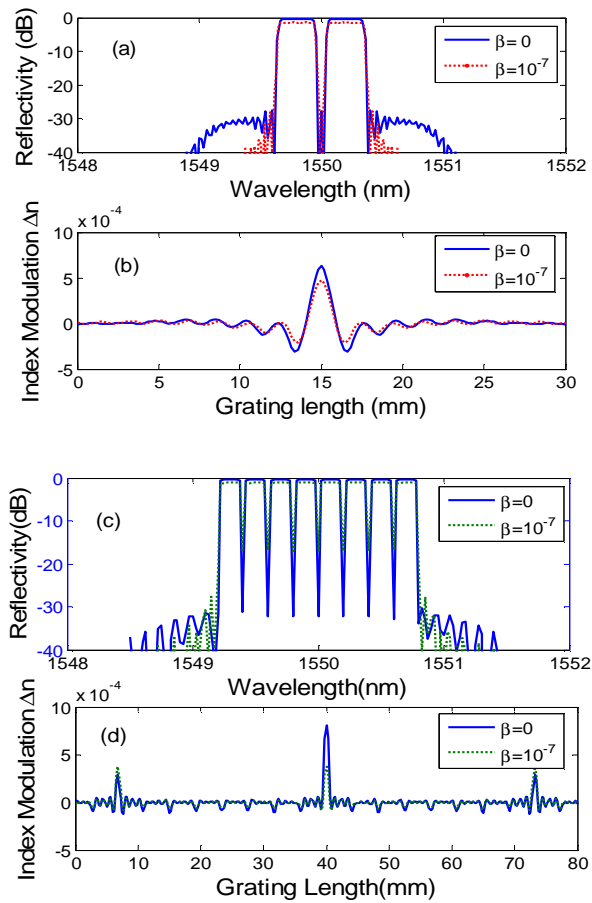 (a)
Reflectivity (dB)
0
-10
-20
-30
-40
β= 0
β=10⁻⁷
1548
1549
1550
1551
1552
Wavelength (nm)
(b)
Index Modulation Δn
x 10⁻⁴
10
5
0
-5
β= 0
β=10⁻⁷
0
5
10
15
20
25
30
Grating length (mm)
(c)
Reflectivity(dB)
0
-10
-20
-30
-40
β=0
β=10⁻⁷
1548
1549
1550
1551
1552
Wavelength(nm)
(d)
Index Modulation Δn
x 10⁻⁴
10
5
0
-5
β=0
β=10⁻⁷
0
10
20
30
40
50
60
70
80
Grating Length(mm)